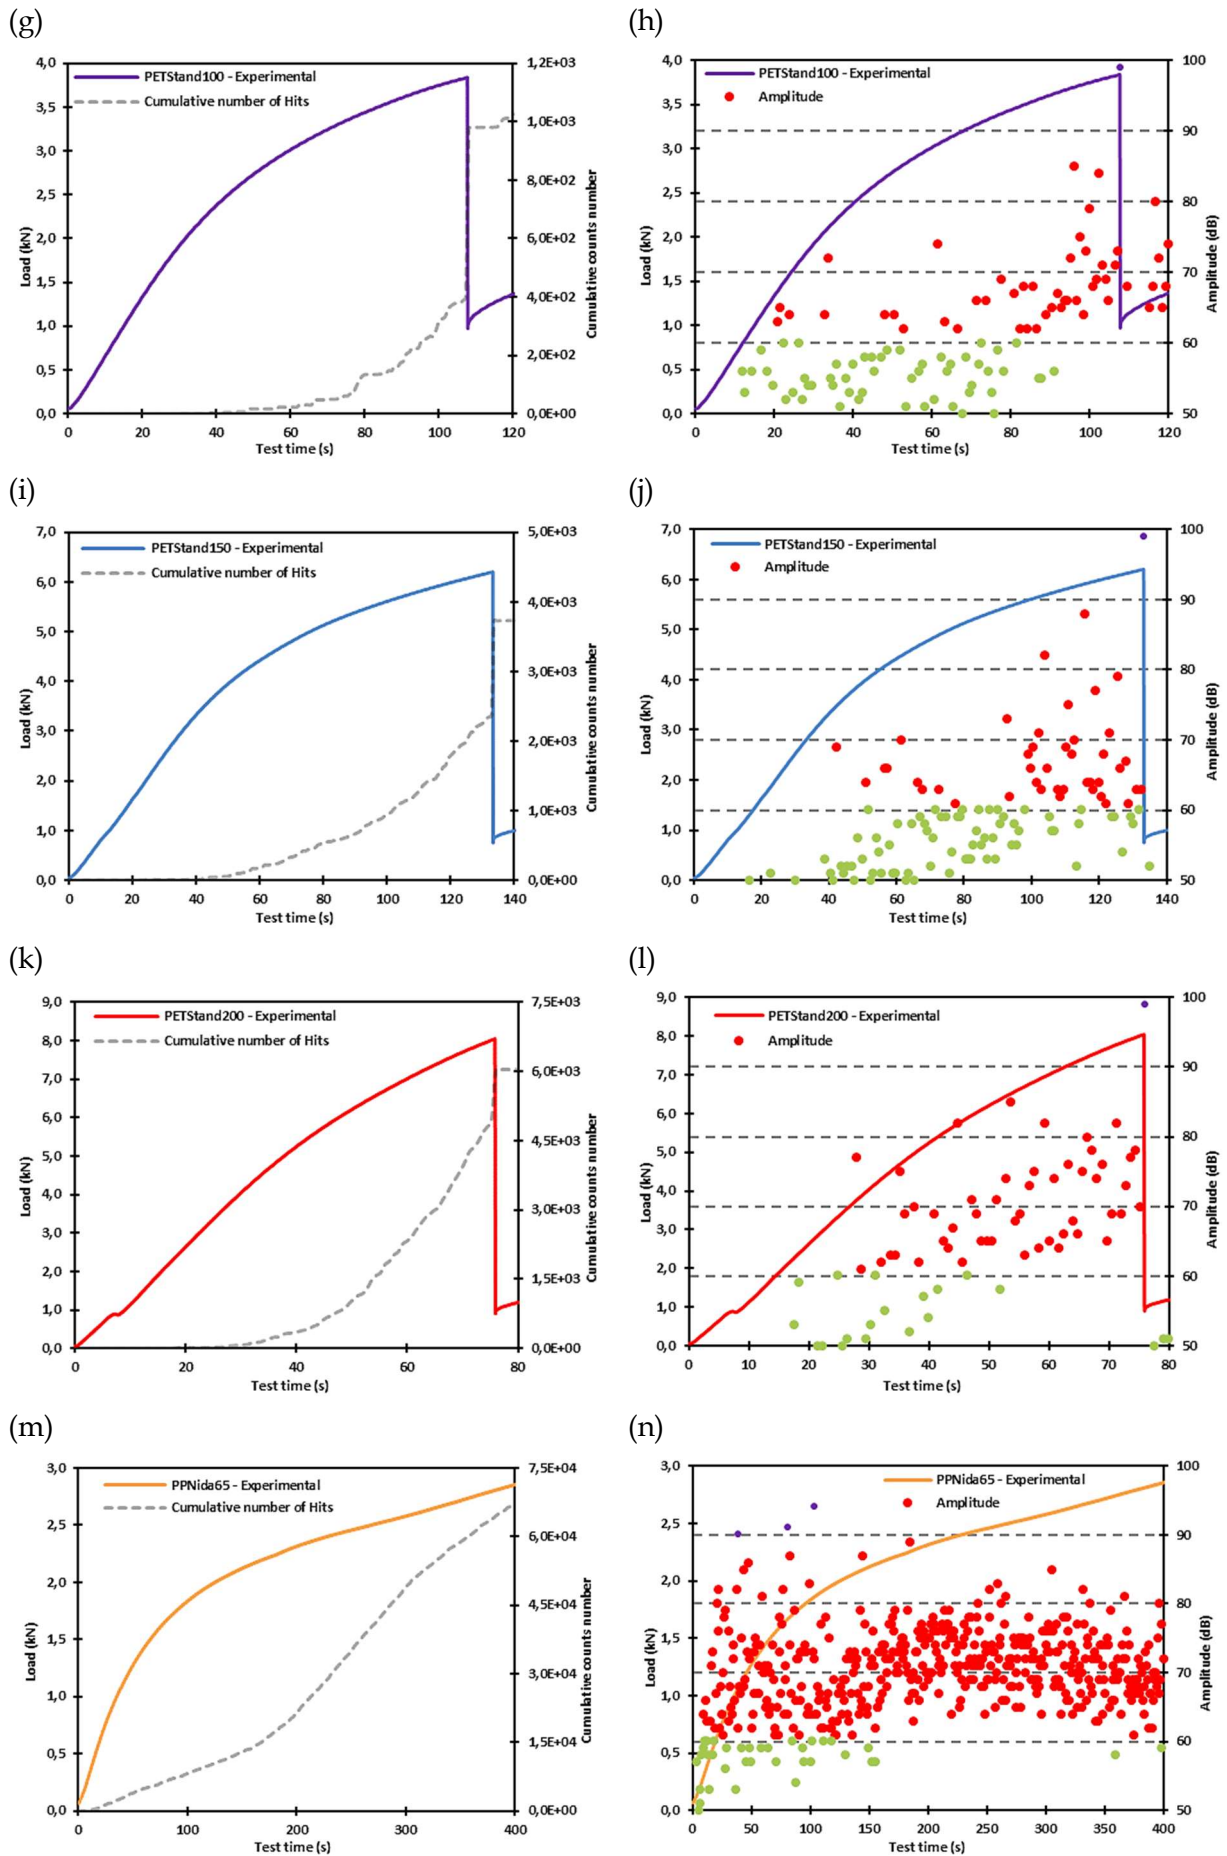 (g)
PETStand100 - Experimental
Cumulative number of Hits
4,0
3,5
3,0
2,5
2,0
1,5
1,0
0,5
0,0
Load (kN)
1,2E+03
1,0E+03
8,0E+02
6,0E+02
4,0E+02
2,0E+02
0,0E+00
Cumulative counts number
0 20 40 60 80 100 120
Test time (s)
(h)
PETStand100 - Experimental
Amplitude
4,0
3,5
3,0
2,5
2,0
1,5
1,0
0,5
0,0
Load (kN)
100
90
80
70
60
50
Amplitude (dB)
0 20 40 60 80 100 120
Test time (s)
(i)
PETStand150 - Experimental
Cumulative number of Hits
7,0
6,0
5,0
4,0
3,0
2,0
1,0
0,0
Load (kN)
5,0E+03
4,0E+03
3,0E+03
2,0E+03
1,0E+03
0,0E+00
Cumulative counts number
0 20 40 60 80 100 120 140
Test time (s)
(j)
PETStand150 - Experimental
Amplitude
7,0
6,0
5,0
4,0
3,0
2,0
1,0
0,0
Load (kN)
100
90
80
70
60
50
Amplitude (dB)
0 20 40 60 80 100 120 140
Test time (s)
(k)
PETStand200 - Experimental
Cumulative number of Hits
9,0
8,0
7,0
6,0
5,0
4,0
3,0
2,0
1,0
0,0
Load (kN)
7,5E+03
6,0E+03
4,5E+03
3,0E+03
1,5E+03
0,0E+00
Cumulative counts number
0 20 40 60 80
Test time (s)
(l)
PETStand200 - Experimental
Amplitude
9,0
8,0
7,0
6,0
5,0
4,0
3,0
2,0
1,0
0,0
Load (kN)
100
90
80
70
60
50
Amplitude (dB)
0 10 20 30 40 50 60 70 80
Test time (s)
(m)
PPNida65 - Experimental
Cumulative number of Hits
3,0
2,5
2,0
1,5
1,0
0,5
0,0
Load (kN)
7,5E+04
6,0E+04
4,5E+04
3,0E+04
1,5E+04
0,0E+00
Cumulative counts number
0 100 200 300 400
Test time (s)
(n)
PPNida65 - Experimental
Amplitude
3,0
2,5
2,0
1,5
1,0
0,5
0,0
Load (kN)
100
90
80
70
60
50
Amplitude (dB)
0 50 100 150 200 250 300 350 400
Test time (s)